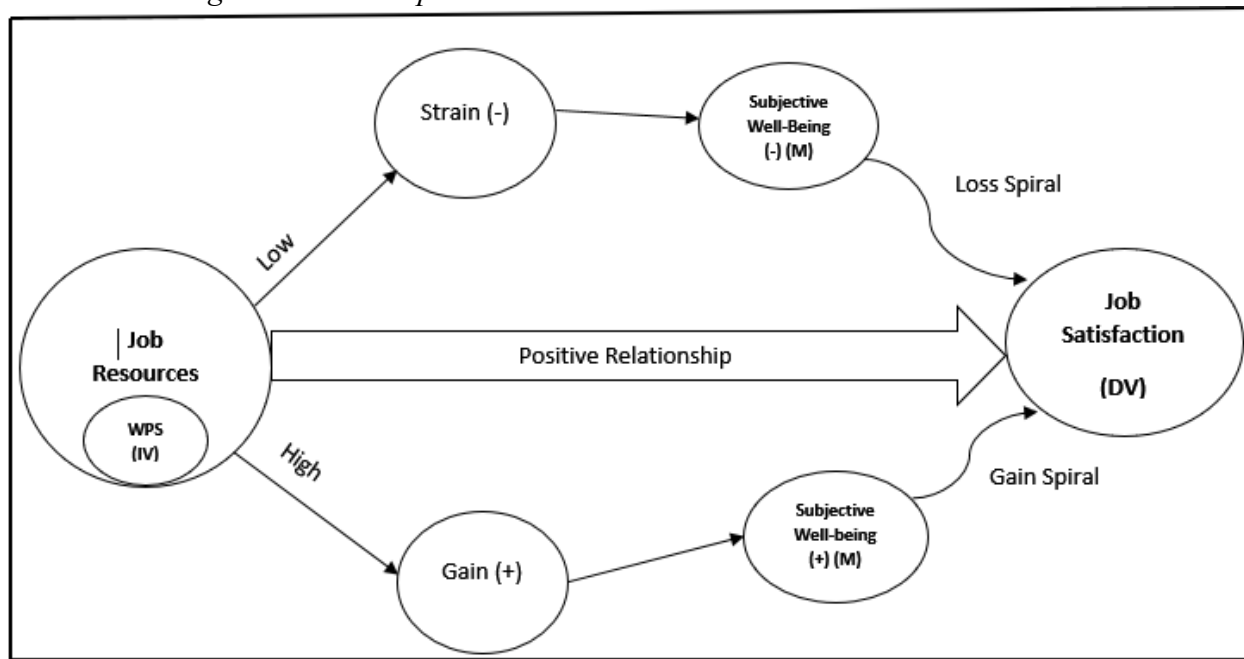 Strain (-)
Subjective
Well-Being
(-) (M)
Loss Spiral
Low
Job
Resources
WPS
(IV)
Positive Relationship
Job
Satisfaction
(DV)
High
Gain Spiral
Subjective
Well-being
(+) (M)
Gain (+)